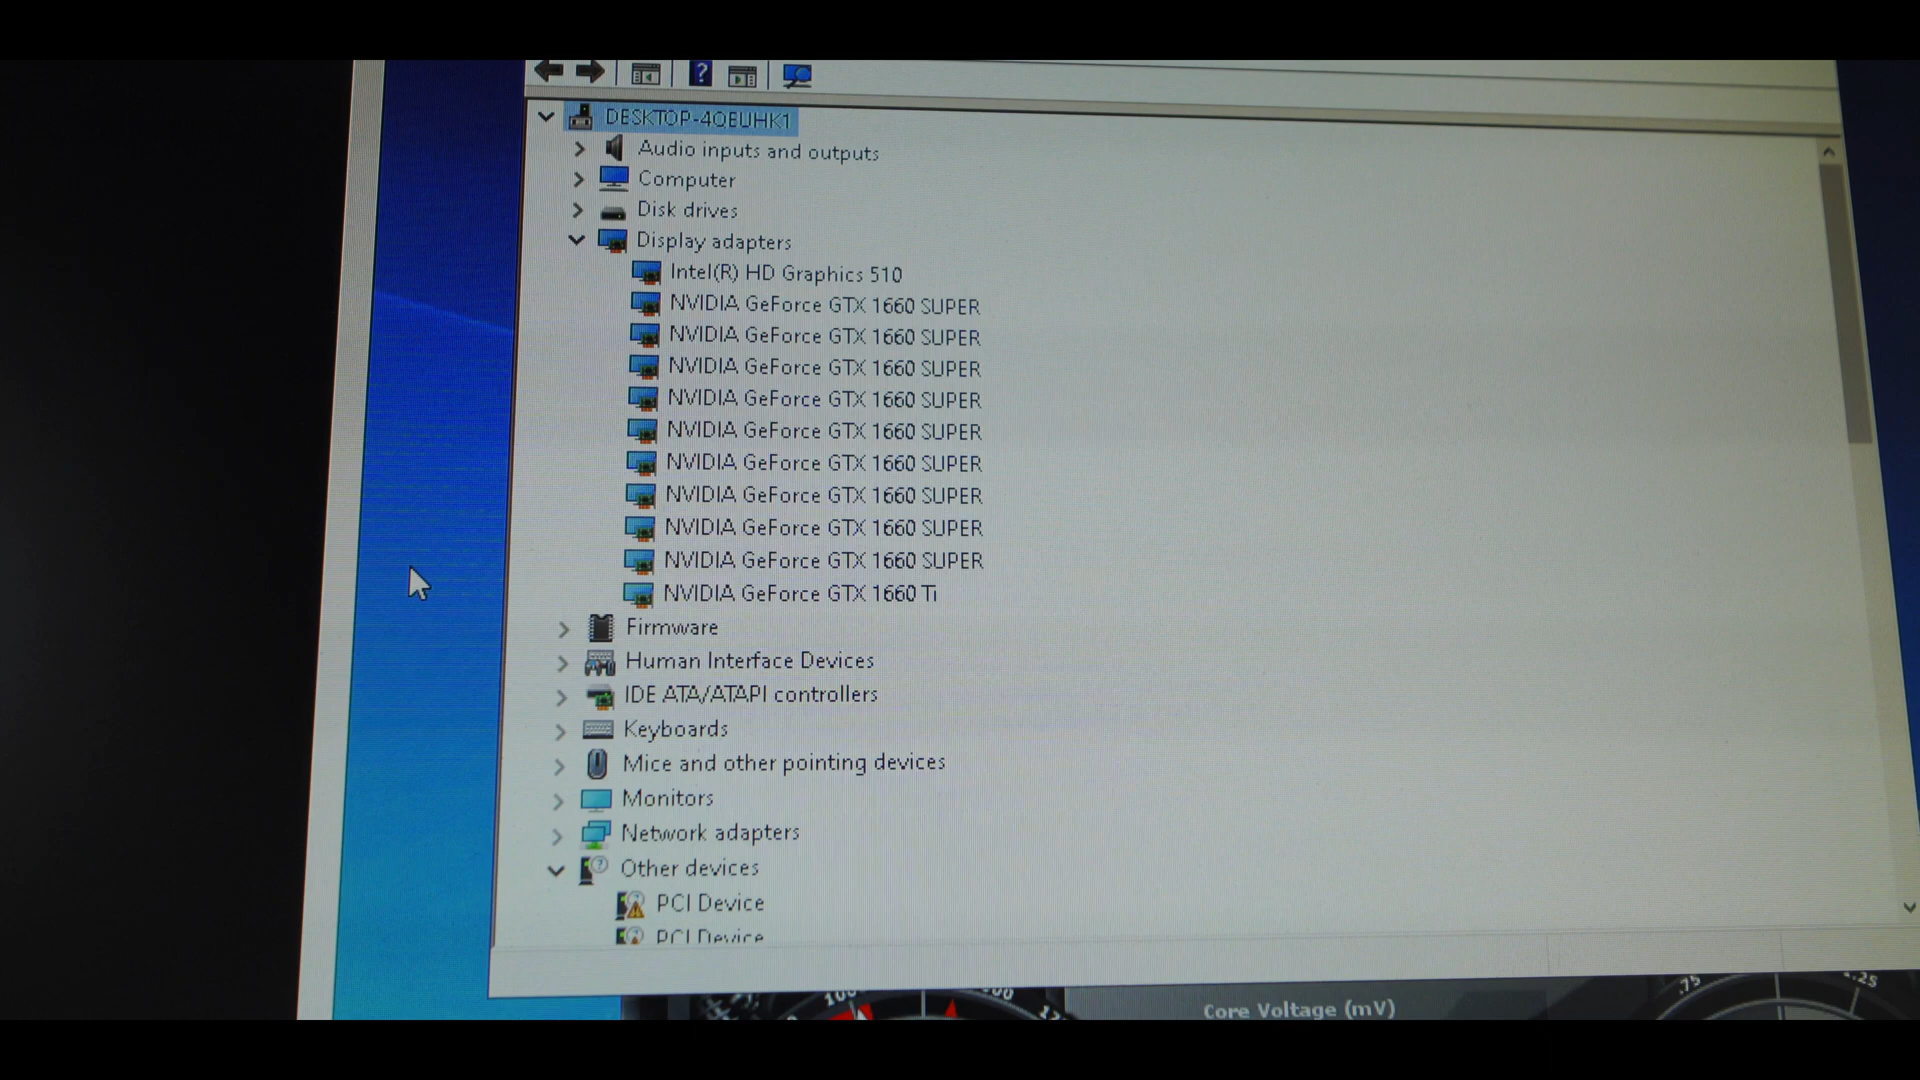 DESKTOP-4QEUHK1
Audio inputs and outputs
Computer
Disk drives
Display adapters
Intel(R) HD Graphics 510
NVIDIA GeForce GTX 1660 SUPER
NVIDIA GeForce GTX 1660 SUPER
NVIDIA GeForce GTX 1660 SUPER
NVIDIA GeForce GTX 1660 SUPER
NVIDIA GeForce GTX 1660 SUPER
NVIDIA GeForce GTX 1660 SUPER
NVIDIA GeForce GTX 1660 SUPER
NVIDIA GeForce GTX 1660 SUPER
NVIDIA GeForce GTX 1660 SUPER
NVIDIA GeForce GTX 1660 Ti
Firmware
Human Interface Devices
IDE ATA/ATAPI controllers
Keyboards
Mice and other pointing devices
Monitors
Network adapters
Other devices
PCI Device
PCI Device
Core Voltage (mV)
.75